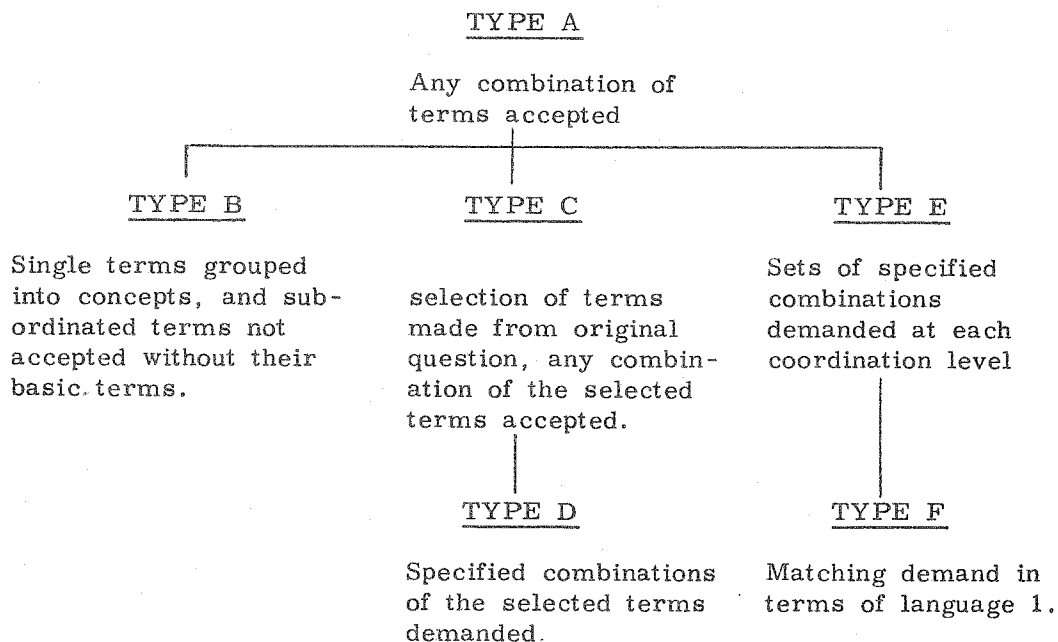 TYPE A
Any combination of
terms accepted
TYPE B
Single terms grouped
into concepts, and sub-
ordinated terms not
accepted without their
basic terms.
TYPE C
selection of terms
made from original
question, any combin-
ation of the selected
terms accepted.
TYPE E
Sets of specified
combinations
demanded at each
coordination level
TYPE D
Specified combinations
of the selected terms
demanded.
TYPE F
Matching demand in
terms of language 1.